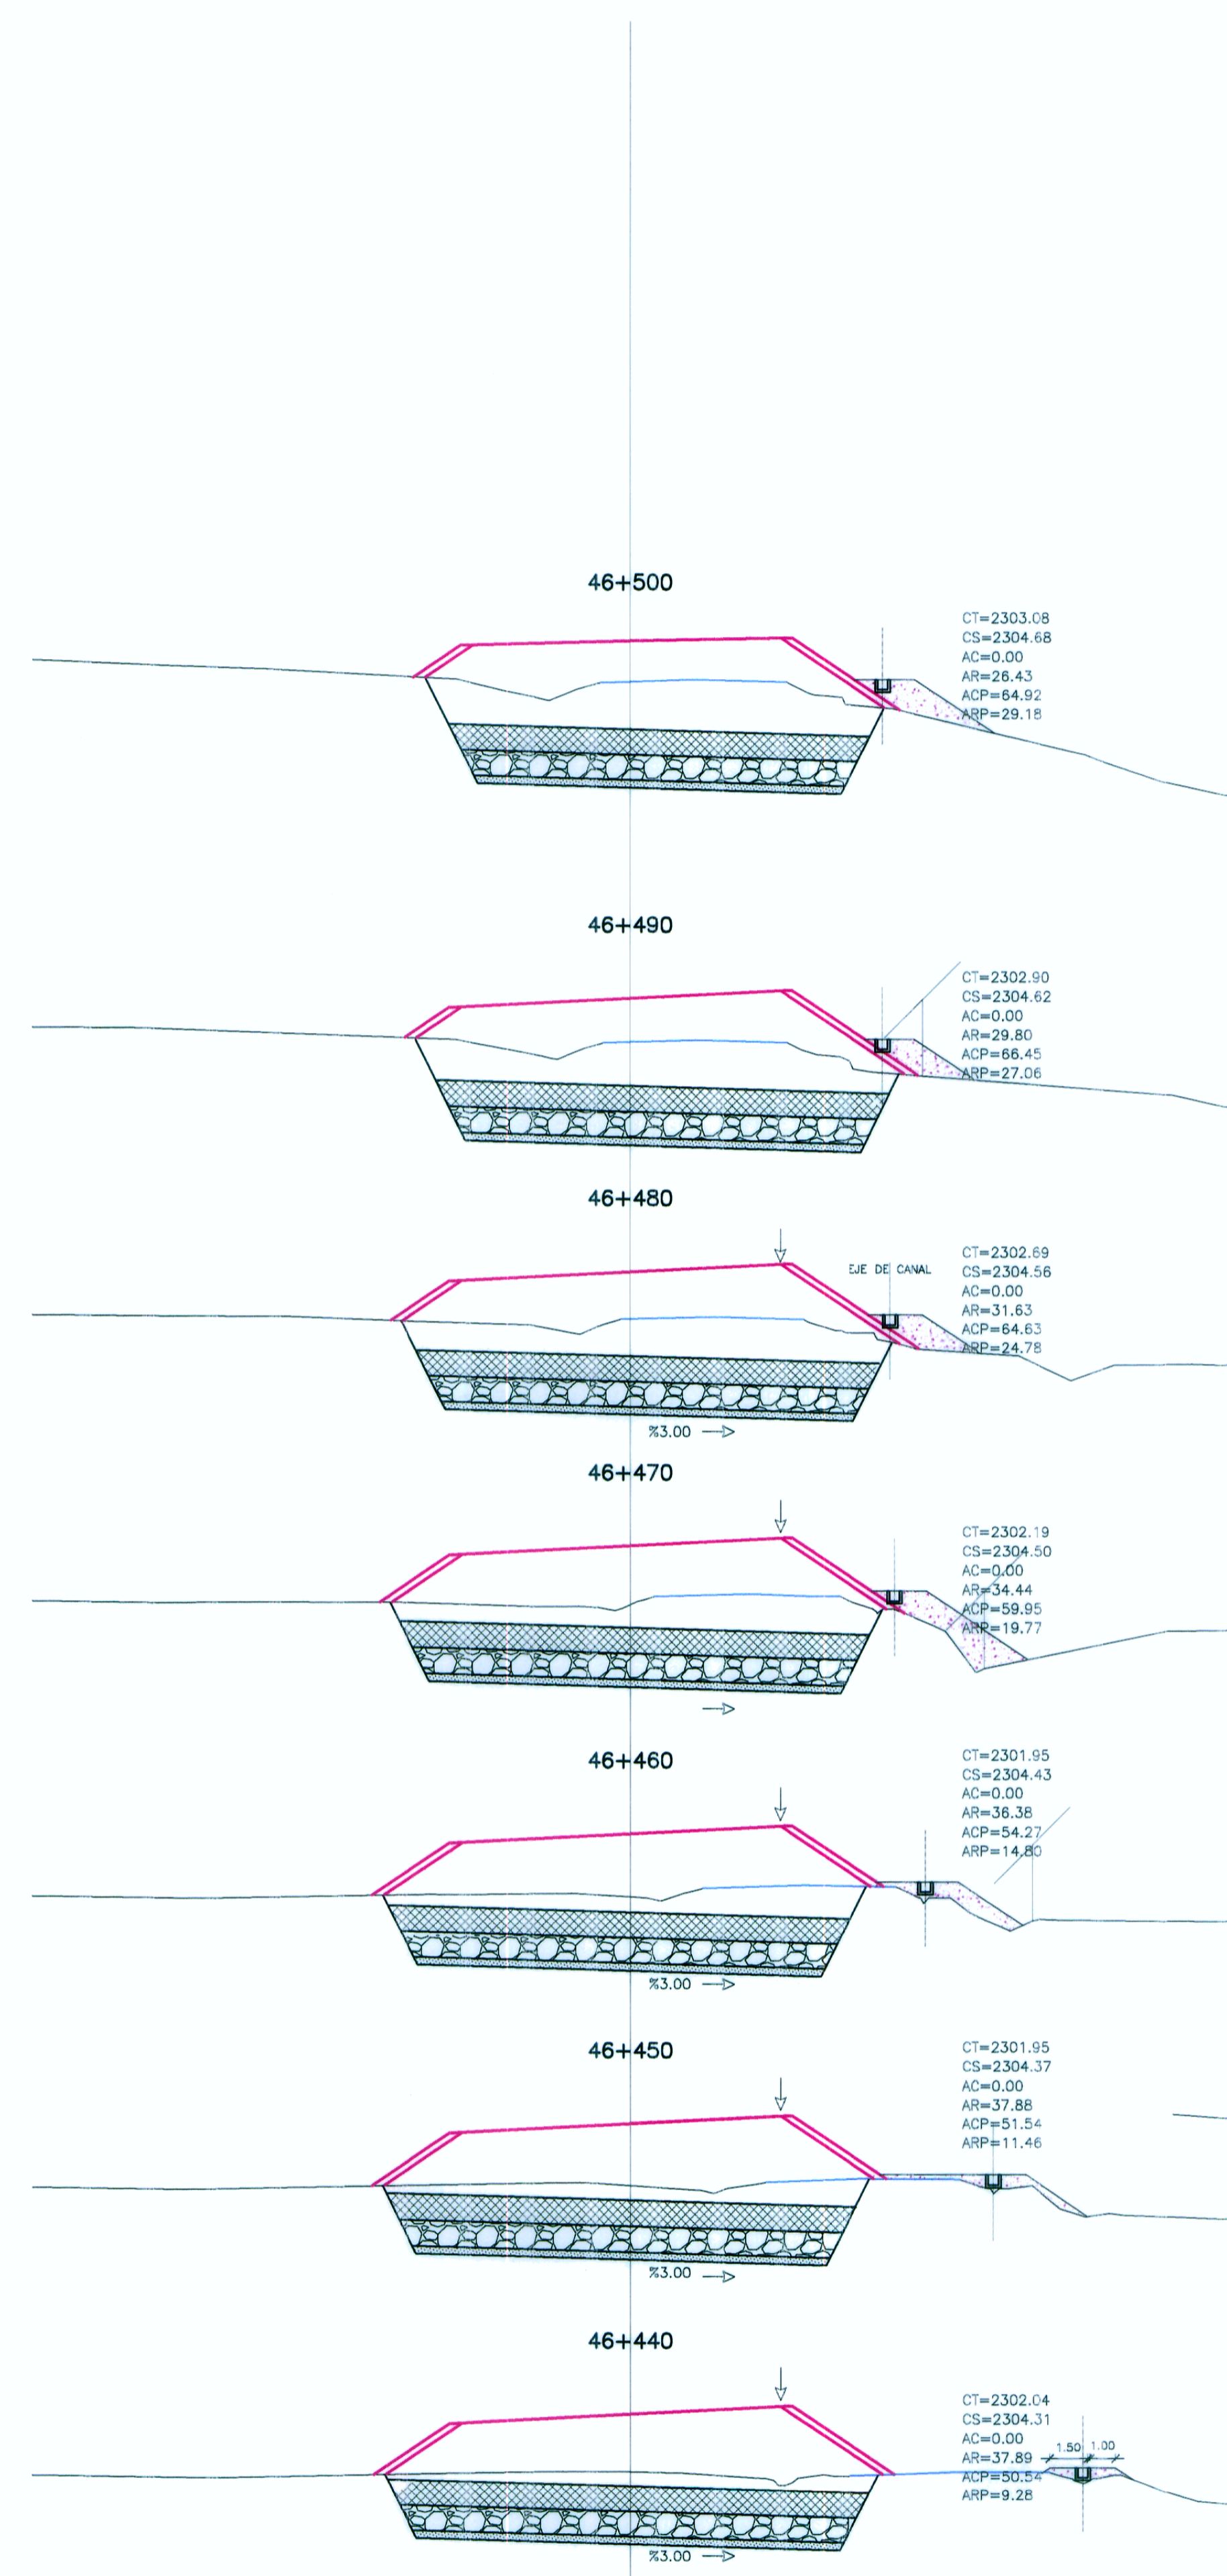 46+500
CT=2303.08
CS=2304.68
AC=0.00
AR=26.43
ACP=64.92
ARP=29.18
46+490
CT=2302.90
CS=2304.62
AC=0.00
AR=29.80
ACP=66.45
ARP=27.06
46+480
CT=2302.69
CS=2304.56
AC=0.00
AR=31.63
ACP=64.63
ARP=24.78
EJE DE CANAL
%3.00
46+470
CT=2302.19
CS=2304.50
AC=0.00
AR=34.44
ACP=59.95
ARP=19.77
46+460
CT=2301.95
CS=2304.43
AC=0.00
AR=36.38
ACP=54.27
ARP=14.80
%3.00
46+450
CT=2301.95
CS=2304.37
AC=0.00
AR=37.88
ACP=51.54
ARP=11.46
%3.00
46+440
CT=2302.04
CS=2304.31
AC=0.00
AR=37.89
ACP=50.54
ARP=9.28
1.50 1.00
%3.00